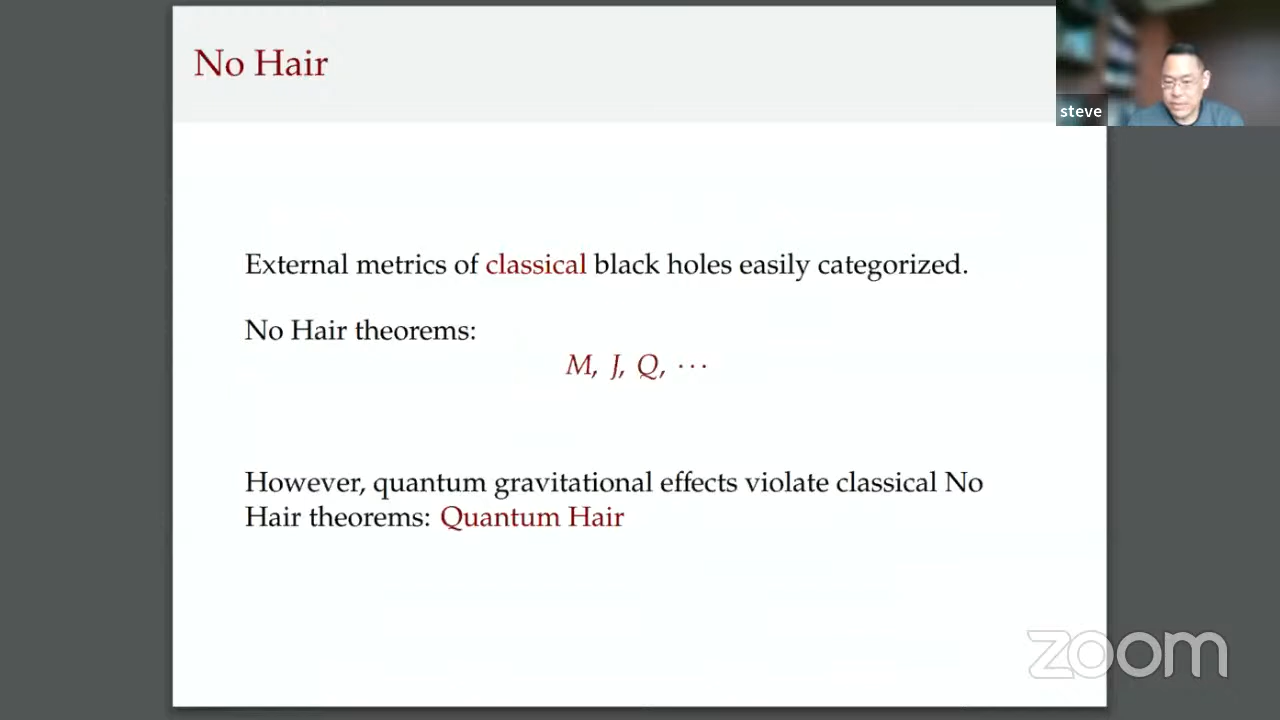 No Hair
steve
External metrics of classical black holes easily categorized.
No Hair theorems:
M, J, Q, ⋯
However, quantum gravitational effects violate classical No
Hair theorems: Quantum Hair
zoom